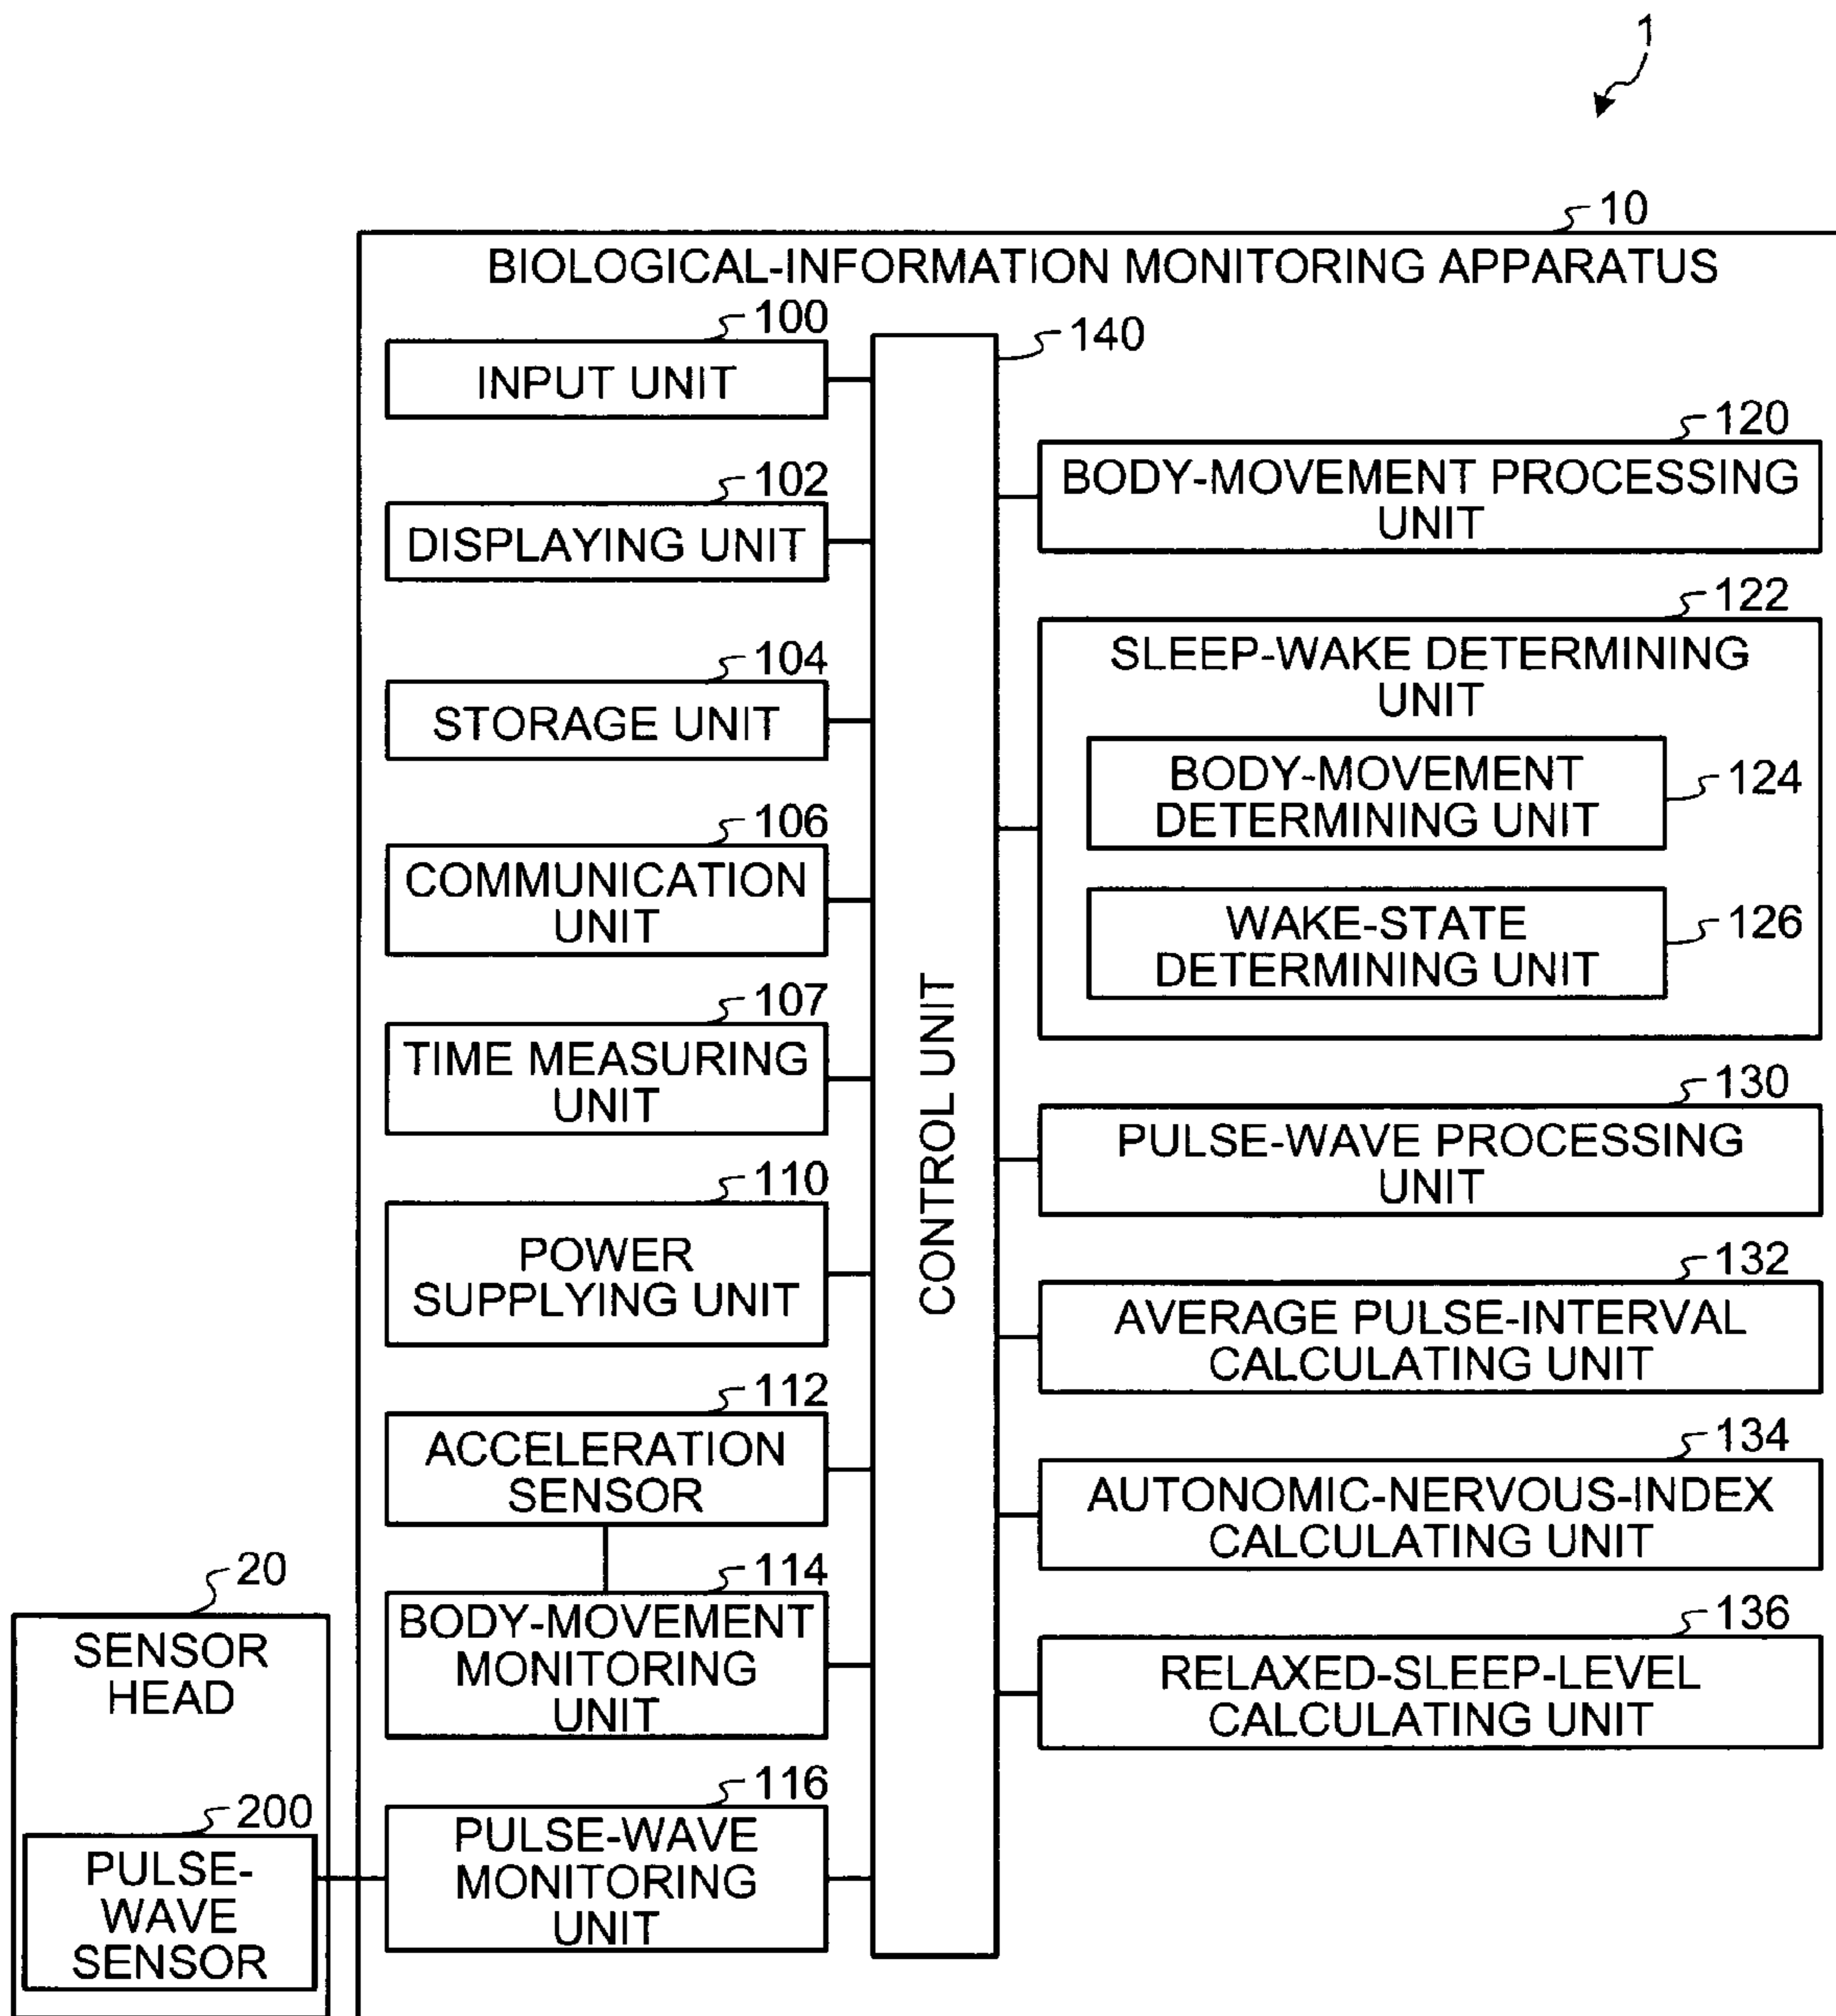 1
10
BIOLOGICAL-INFORMATION MONITORING APPARATUS
100
INPUT UNIT
102
DISPLAYING UNIT
104
STORAGE UNIT
106
COMMUNICATION
UNIT
107
TIME MEASURING
UNIT
110
POWER
SUPPLYING UNIT
112
ACCELERATION
SENSOR
114
BODY-MOVEMENT
MONITORING
UNIT
116
PULSE-WAVE
MONITORING
UNIT
20
SENSOR
HEAD
200
PULSE-
WAVE
SENSOR
140
CONTROL UNIT
120
BODY-MOVEMENT PROCESSING
UNIT
122
SLEEP-WAKE DETERMINING
UNIT
BODY-MOVEMENT
DETERMINING UNIT
124
WAKE-STATE
DETERMINING UNIT
126
130
PULSE-WAVE PROCESSING
UNIT
132
AVERAGE PULSE-INTERVAL
CALCULATING UNIT
134
AUTONOMIC-NERVOUS-INDEX
CALCULATING UNIT
136
RELAXED-SLEEP-LEVEL
CALCULATING UNIT